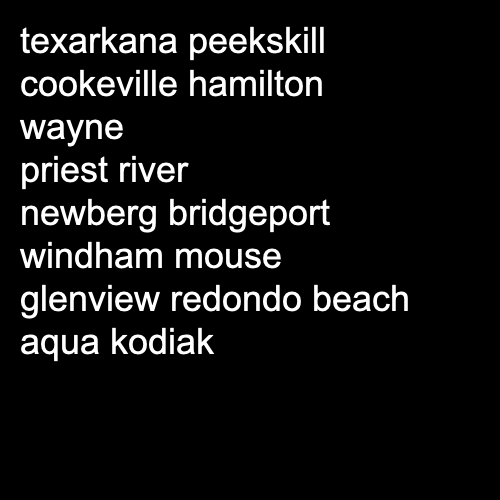 texarkana peekskill
cookeville hamilton
wayne
priest river
newberg bridgeport
windham mouse
glenview redondo beach
aqua kodiak